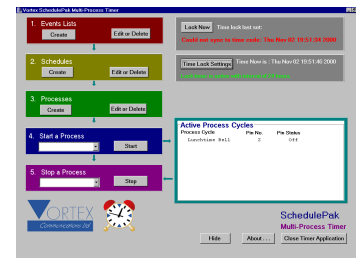 Vortex SchedulePak Multi-Process Timer
1. Events Lists
Create
Edit or Delete
Lock Now
Time lock last set:
Could not sync to time code: Thu Nov 02 19:51:34 2000
2. Schedules
Create
Edit or Delete
Time Lock Settings
Time Now is : Thu Nov 02 19:51:46 2000
3. Processes
Create
Edit or Delete
4. Start a Process
Start
Active Process Cycles
Process Cycle
Pin No.
Pin Status
Lunchtime Bell
2
Off
5. Stop a Process
Stop
VORTEX
Communications Ltd
SchedulePak
Multi-Process Timer
Hide
About....
Close Timer Application